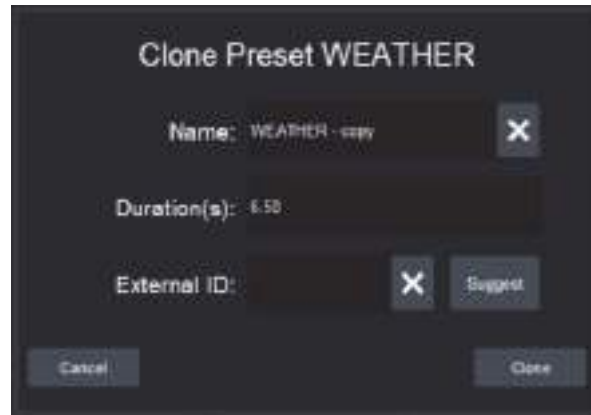 Clone Preset WEATHER
Name: WEATHER - copy
Duration(s): 6.50
External ID: Suggest
Cancel Clone